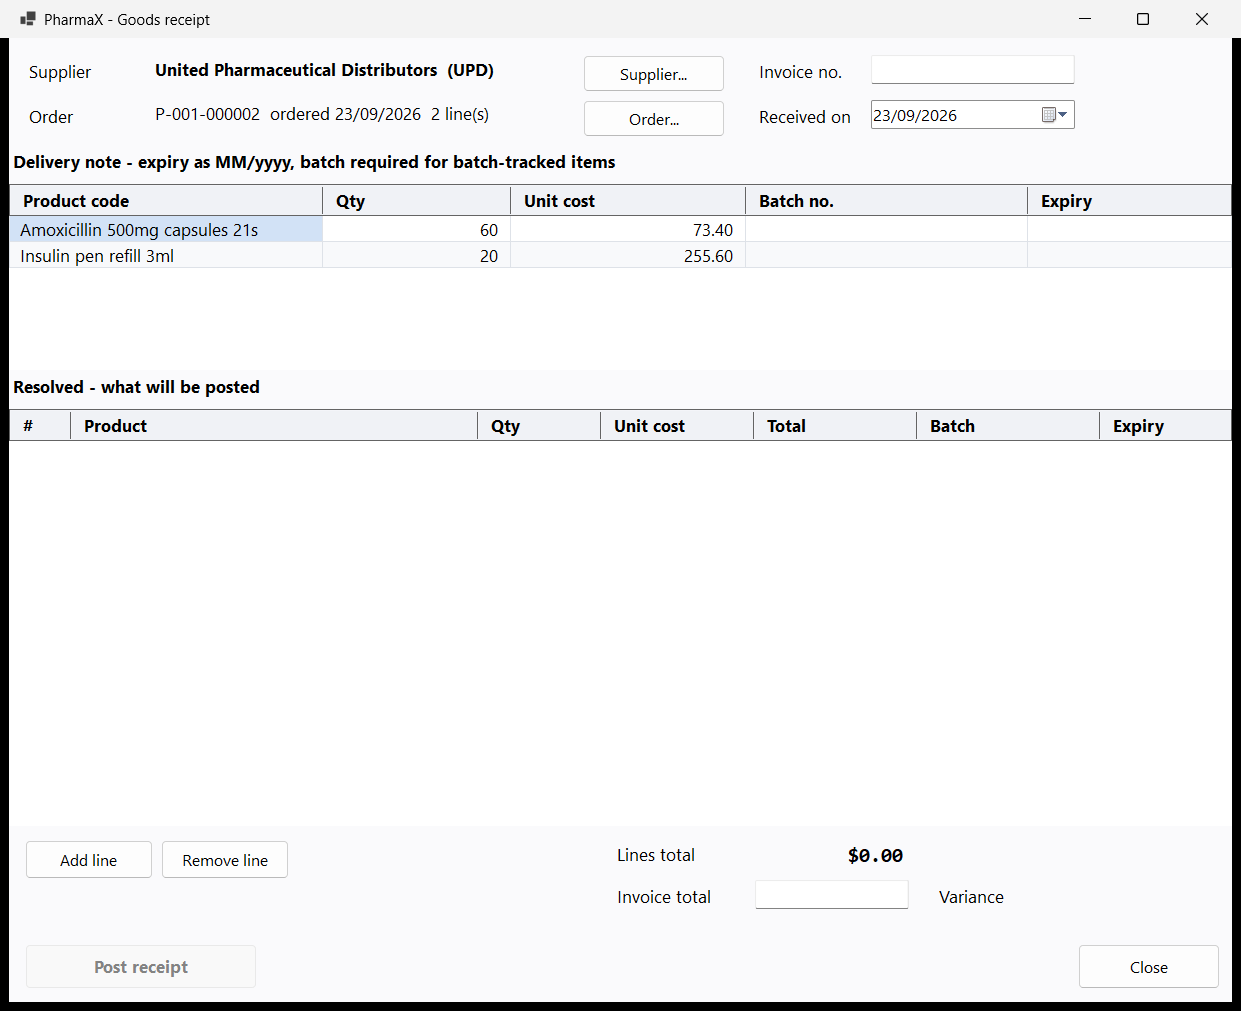 PharmaX - Goods receipt
Supplier United Pharmaceutical Distributors (UPD) Supplier... Invoice no.
Order P-001-000002 ordered 23/09/2026 2 line(s) Order... Received on 23/09/2026
Delivery note - expiry as MM/yyyy, batch required for batch-tracked items
Product code Qty Unit cost Batch no. Expiry
Amoxicillin 500mg capsules 21s 60 73.40
Insulin pen refill 3ml 20 255.60
Resolved - what will be posted
# Product Qty Unit cost Total Batch Expiry
Add line Remove line Lines total $0.00
Invoice total Variance
Post receipt Close